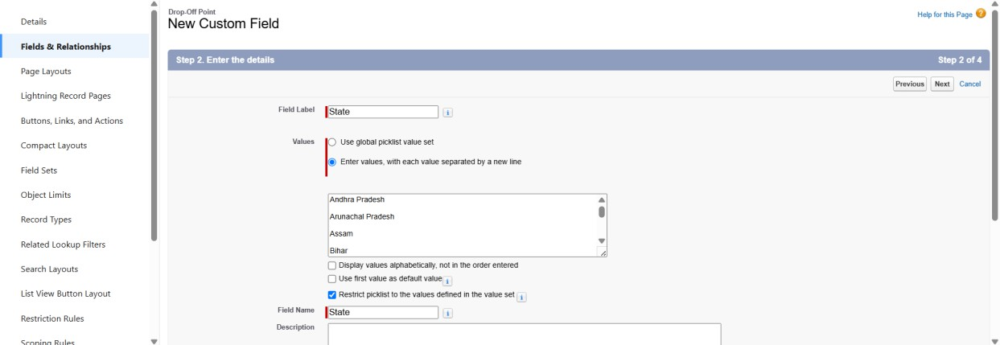 Details
Fields & Relationships
Page Layouts
Lightning Record Pages
Buttons, Links, and Actions
Compact Layouts
Field Sets
Object Limits
Record Types
Related Lookup Filters
Search Layouts
List View Button Layout
Restriction Rules
Scoping Rules
Drop-Off Point
New Custom Field
Help for this Page ?
Step 2. Enter the details Step 2 of 4
Previous Next Cancel
Field Label State i
Values Use global picklist value set
Enter values, with each value separated by a new line
Andhra Pradesh
Arunachal Pradesh
Assam
Bihar
Display values alphabetically, not in the order entered
Use first value as default value i
Restrict picklist to the values defined in the value set i
Field Name State i
Description